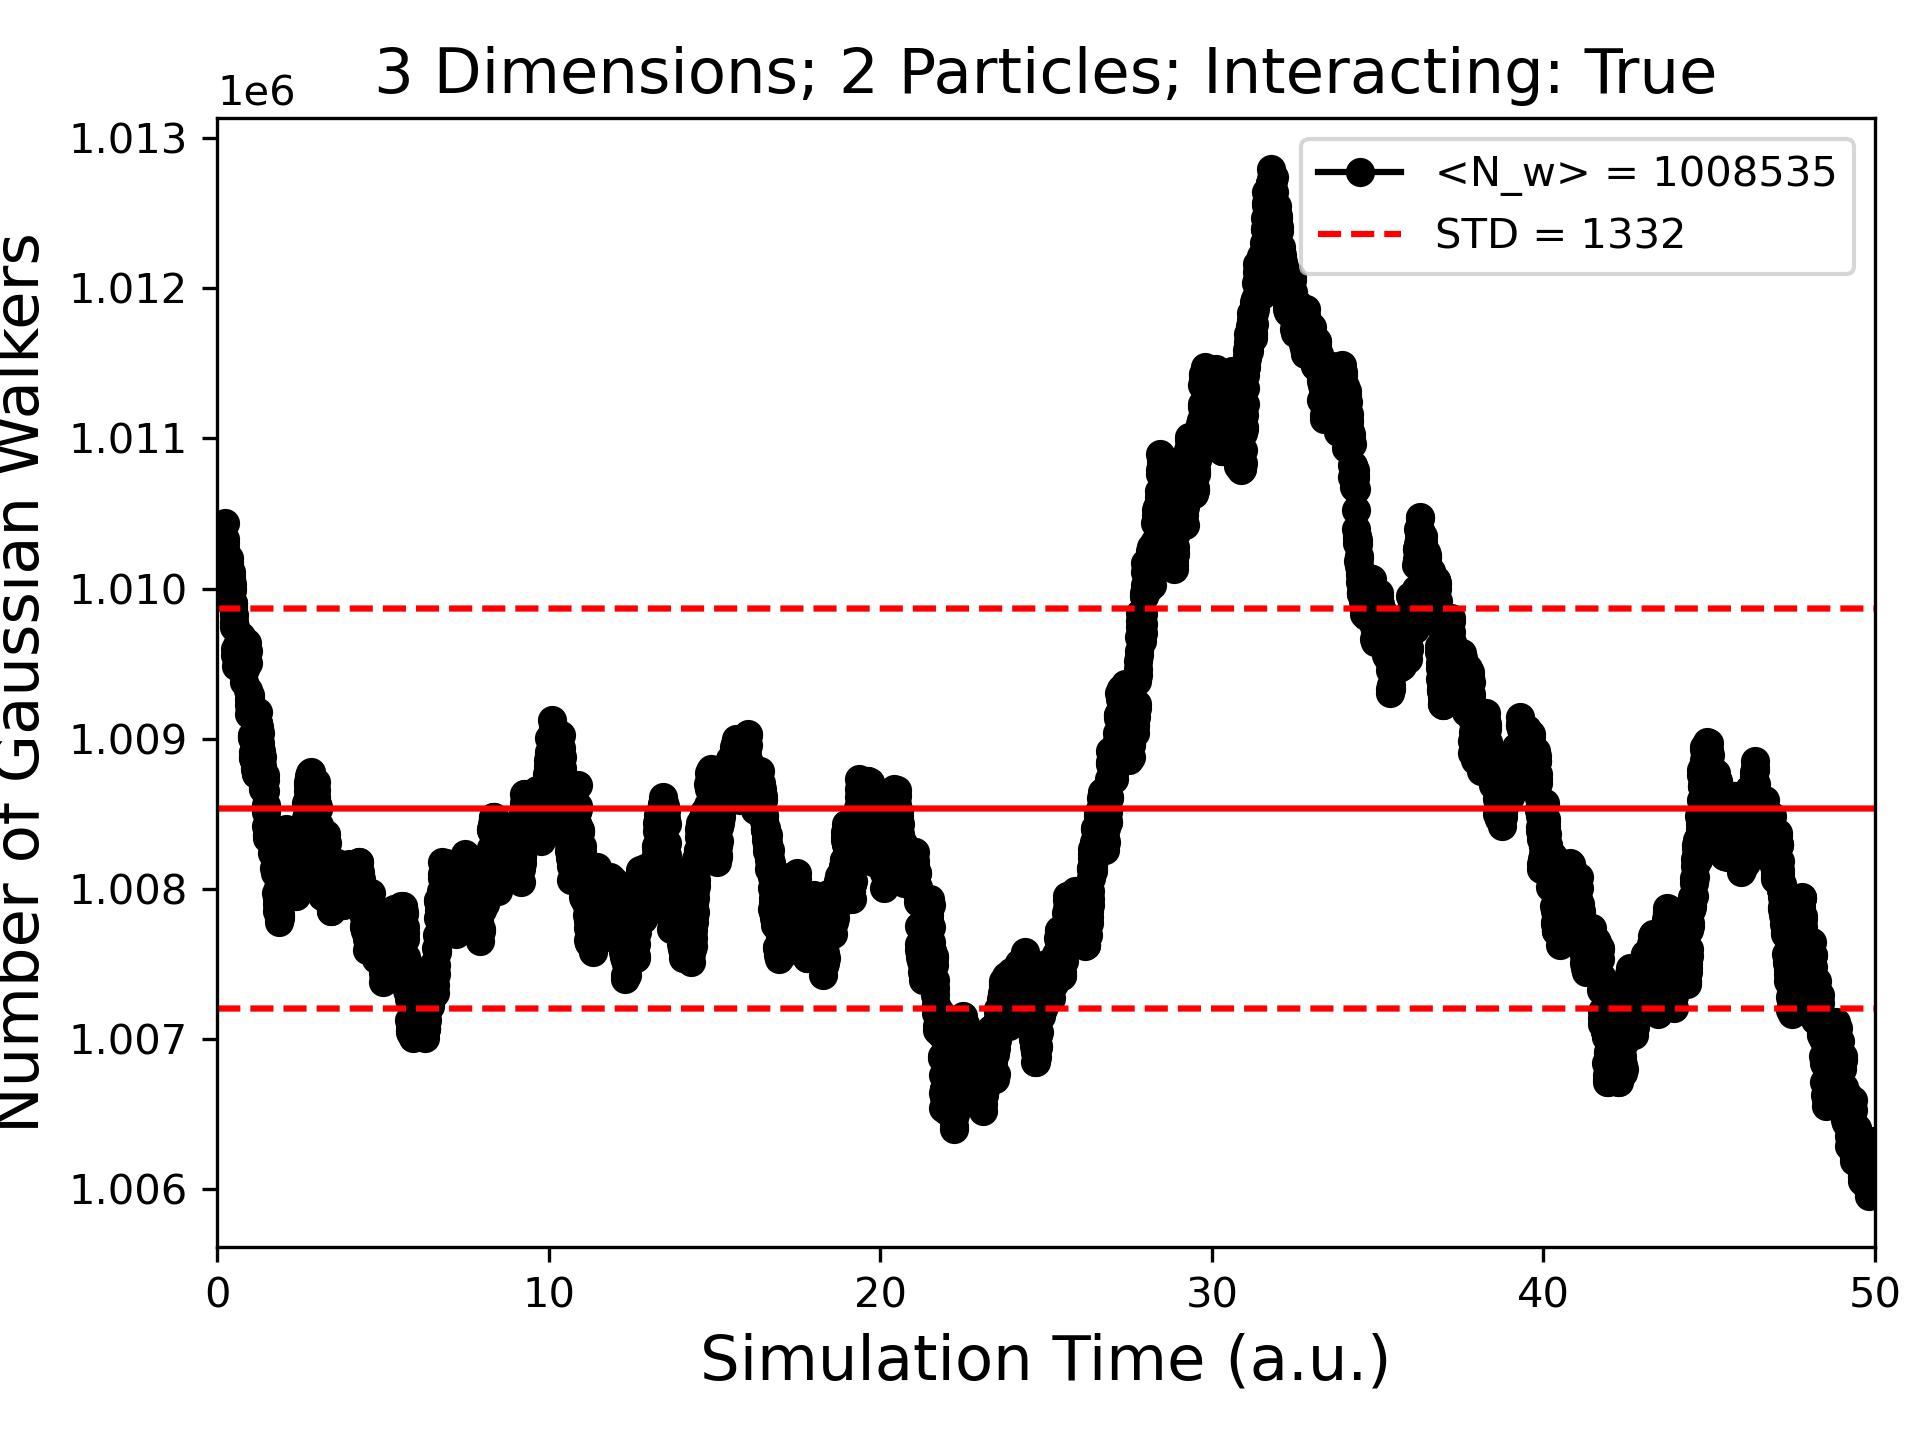 3 Dimensions; 2 Particles; Interacting: True
1e6
<N_w> = 1008535
STD = 1332
1.013
1.012
1.011
1.010
1.009
1.008
1.007
1.006
Number of Gaussian Walkers
0 10 20 30 40 50
Simulation Time (a.u.)